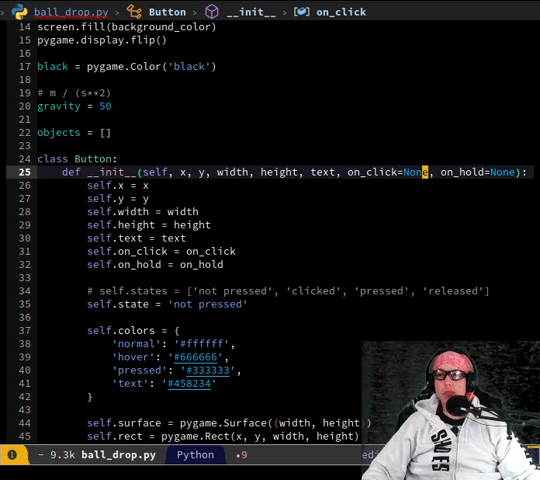 ball_drop.py > Button > __init__ > on_click
14 screen.fill(background_color)
15 pygame.display.flip()
16
17 black = pygame.Color('black')
18
19 # m / (s**2)
20 gravity = 50
21
22 objects = []
23
24 class Button:
25 def __init__(self, x, y, width, height, text, on_click=None, on_hold=None):
26 self.x = x
27 self.y = y
28 self.width = width
29 self.height = height
30 self.text = text
31 self.on_click = on_click
32 self.on_hold = on_hold
33
34 # self.states = ['not pressed', 'clicked', 'pressed', 'released']
35 self.state = 'not pressed'
36
37 self.colors = {
38 'normal': '#ffffff',
39 'hover': '#666666',
40 'pressed': '#333333',
41 'text': '#458234'
42 }
43
44 self.surface = pygame.Surface((width, height)
45 self.rect = pygame.Rect(x, y, width, height)
- 9.3k ball_drop.py Python •9